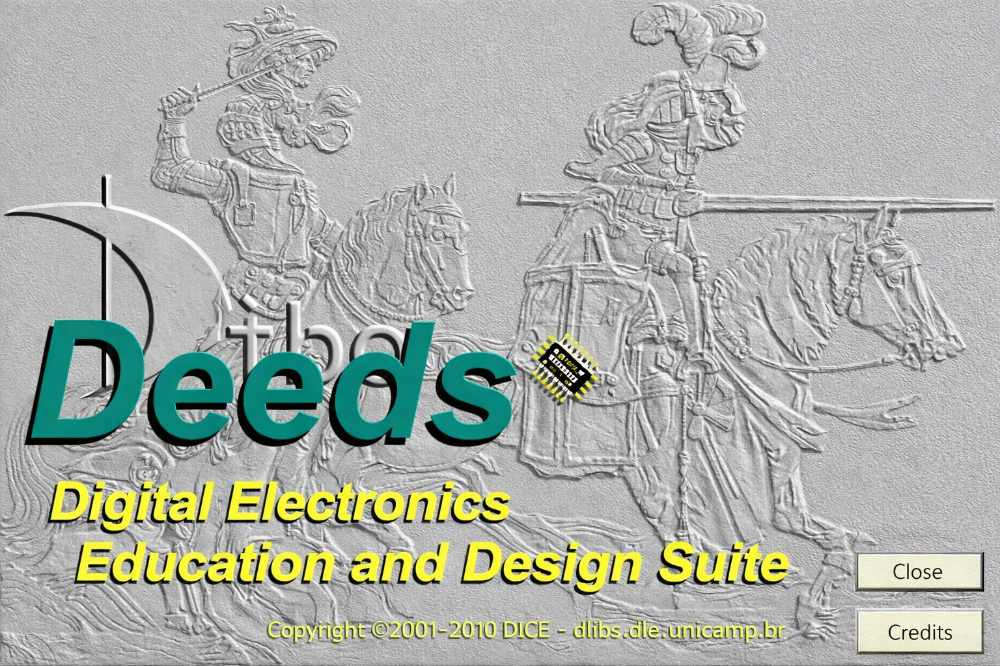 Deeds
Digital Electronics
Education and Design Suite
Close
Copyright ©2001-2010 DICE - dlibs.dle.unicamp.br
Credits